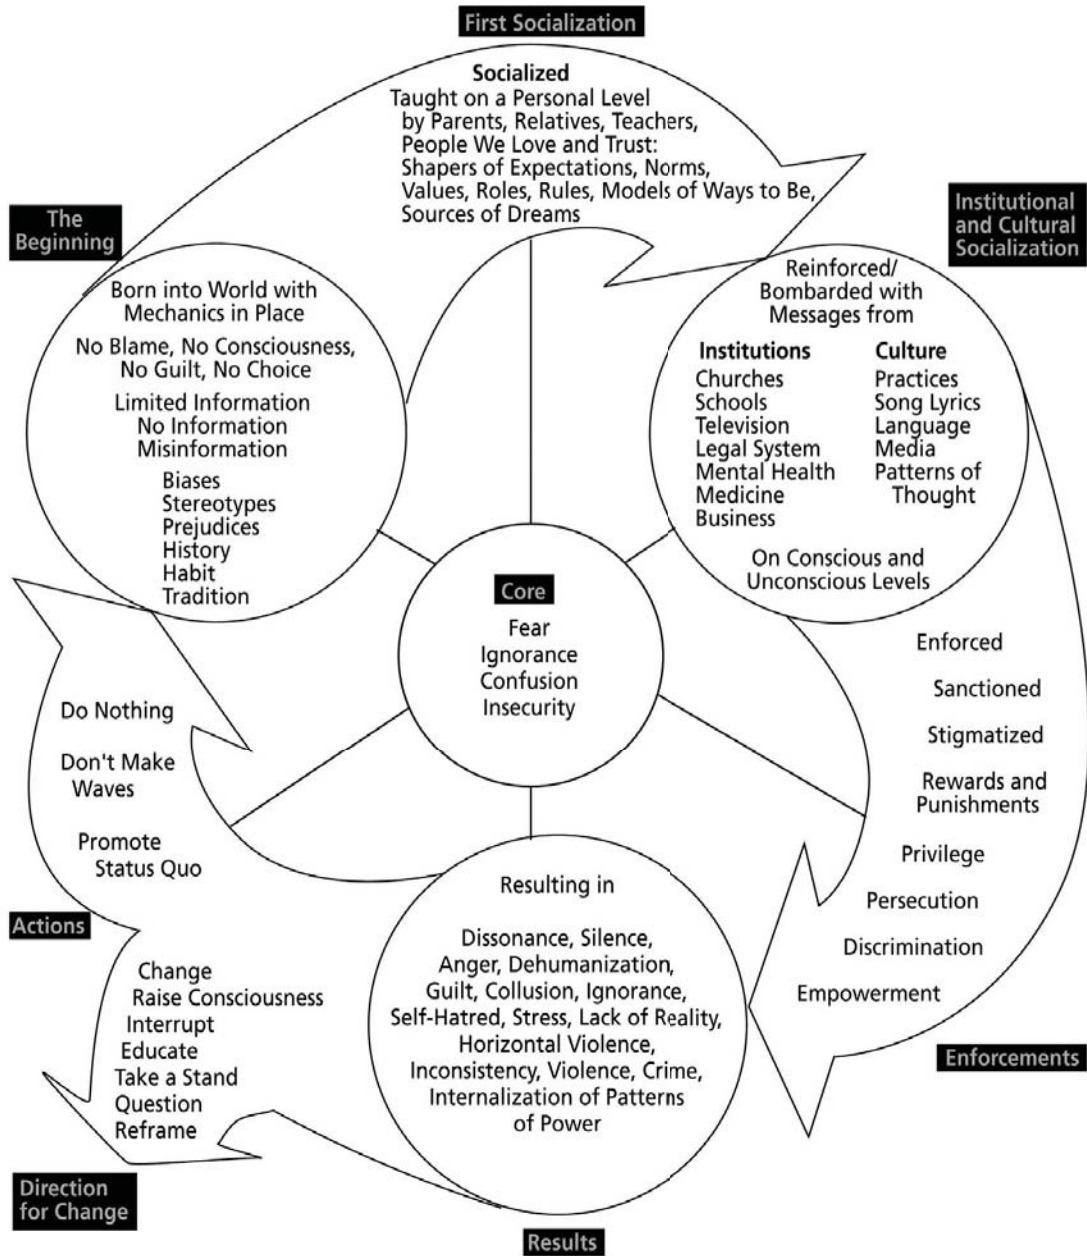 First Socialization
Socialized
Taught on a Personal Level
by Parents, Relatives, Teachers,
People We Love and Trust:
Shapers of Expectations, Norms,
Values, Roles, Rules, Models of Ways to Be,
Sources of Dreams
The
Beginning
Born into World with
Mechanics in Place
No Blame, No Consciousness,
No Guilt, No Choice
Limited Information
No Information
Misinformation
Biases
Stereotypes
Prejudices
History
Habit
Tradition
Institutional
and Cultural
Socialization
Reinforced/
Bombarded with
Messages from
Institutions
Churches
Schools
Television
Legal System
Mental Health
Medicine
Business
Culture
Practices
Song Lyrics
Language
Media
Patterns of
Thought
On Conscious and
Unconscious Levels
Core
Fear
Ignorance
Confusion
Insecurity
Enforced
Sanctioned
Stigmatized
Rewards and
Punishments
Privilege
Persecution
Discrimination
Empowerment
Enforcements
Resulting in
Dissonance, Silence,
Anger, Dehumanization,
Guilt, Collusion, Ignorance,
Self-Hatred, Stress, Lack of Reality,
Horizontal Violence,
Inconsistency, Violence, Crime,
Internalization of Patterns
of Power
Results
Do Nothing
Don't Make
Waves
Promote
Status Quo
Actions
Change
Raise Consciousness
Interrupt
Educate
Take a Stand
Question
Reframe
Direction
for Change